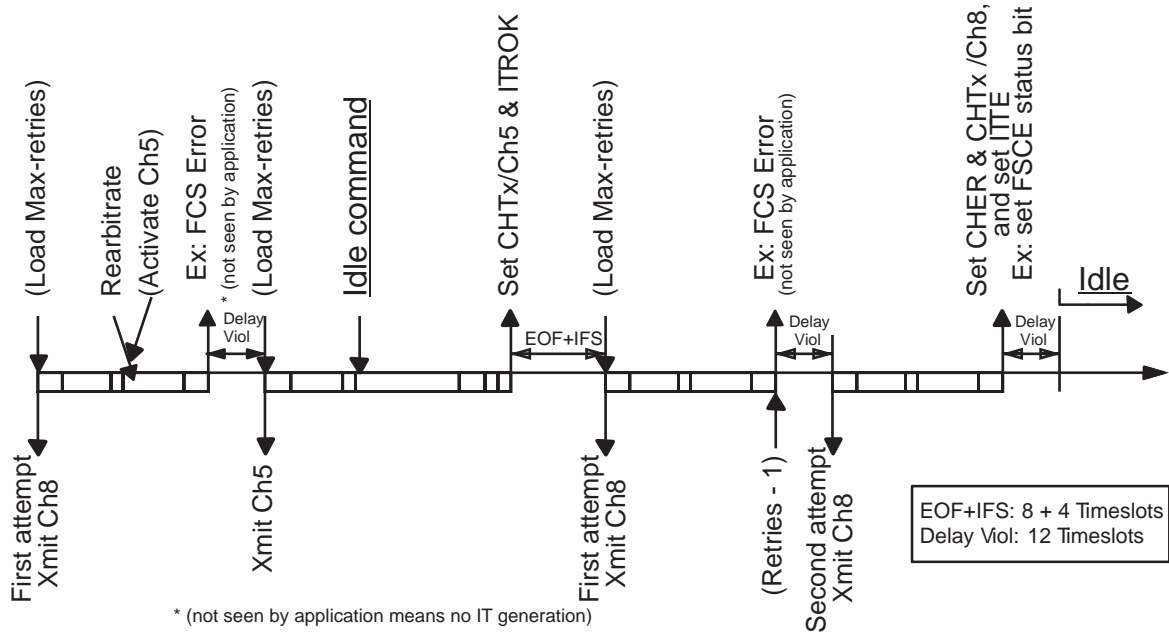 (Load Max-retries)
Rearbitrate
(Activate Ch5)
Ex: FCS Error
* (not seen by application)
(Load Max-retries)
Idle command
Set CHTx/Ch5 & ITROK
(Load Max-retries)
Ex: FCS Error
(not seen by application)
Set CHER & CHTx /Ch8,
and set ITTE
Ex: set FSCE status bit
Idle
Delay
Viol
EOF+IFS
Delay
Viol
Delay
Viol
First attempt
Xmit Ch8
Xmit Ch5
First attempt
Xmit Ch8
(Retries - 1)
Second attempt
Xmit Ch8
EOF+IFS: 8 + 4 Timeslots
Delay Viol: 12 Timeslots
* (not seen by application means no IT generation)